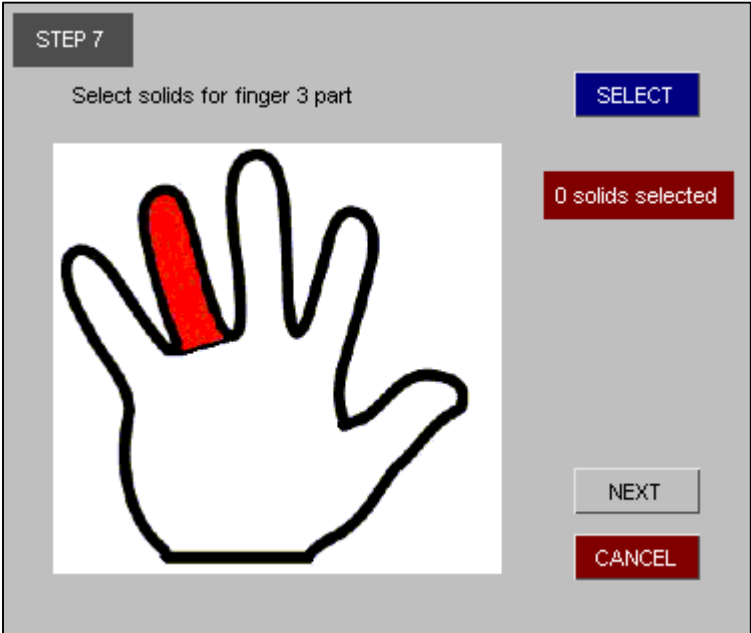 STEP 7
Select solids for finger 3 part
SELECT
0 solids selected
NEXT
CANCEL